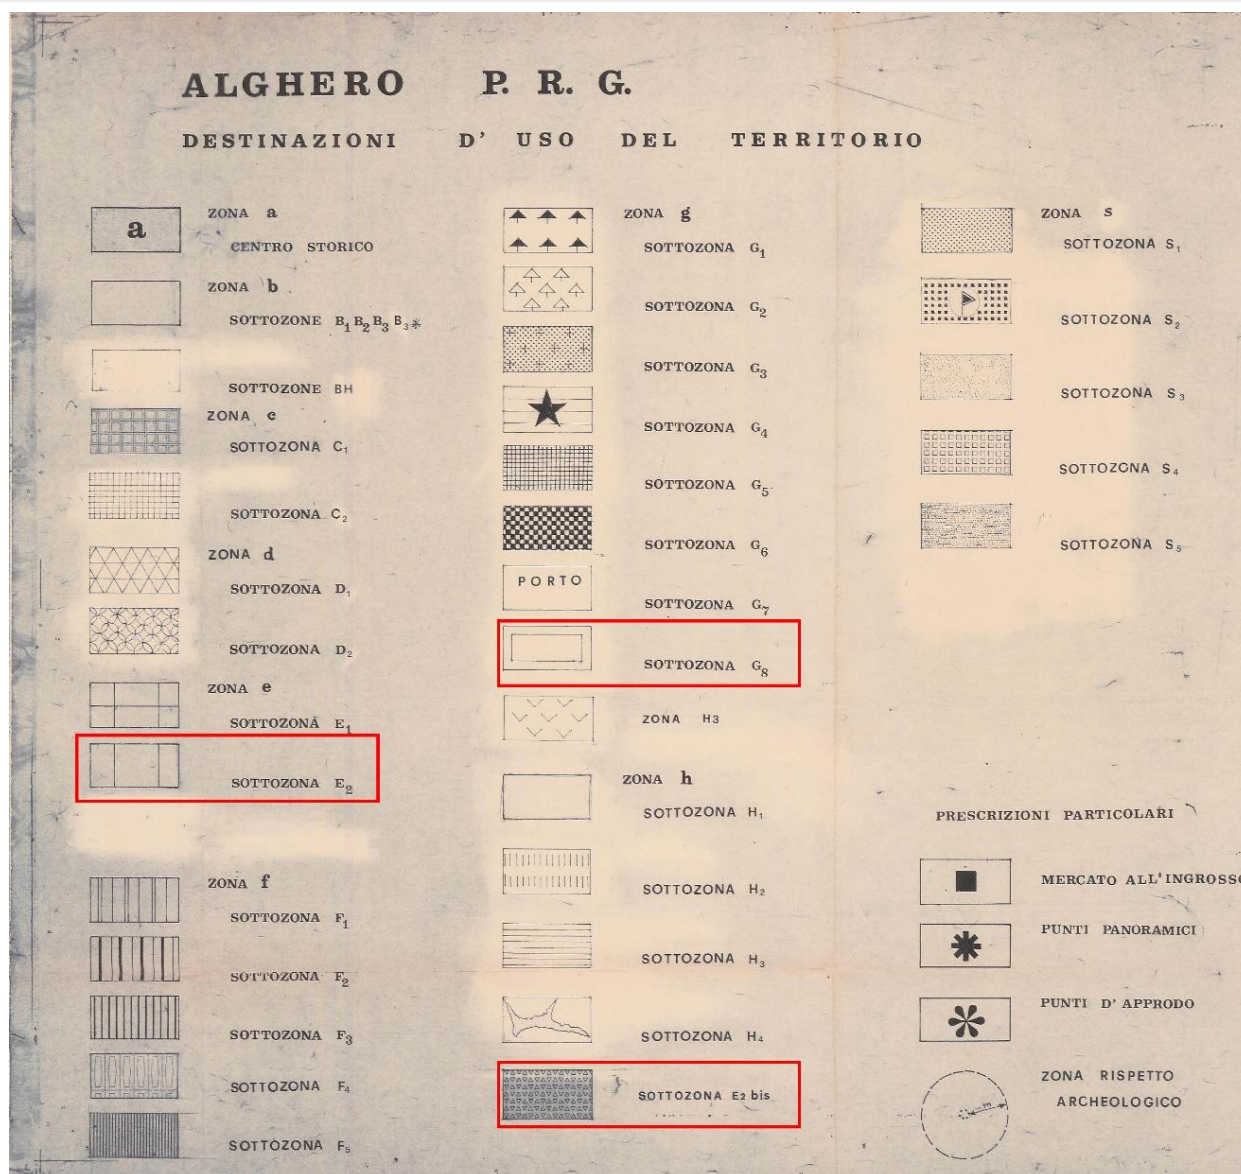 ALGHERO P. R. G.
DESTINAZIONI D' USO DEL TERRITORIO
a
ZONA a
CENTRO STORICO
ZONA b
SOTTOZONE B1 B2 B3 B3*
SOTTOZONE BH
ZONA c
SOTTOZONA C1
SOTTOZONA C2
ZONA d
SOTTOZONA D1
SOTTOZONA D2
ZONA e
SOTTOZONA E1
SOTTOZONA E2
ZONA f
SOTTOZONA F1
SOTTOZONA F2
SOTTOZONA F3
SOTTOZONA F4
SOTTOZONA F5
ZONA g
SOTTOZONA G1
SOTTOZONA G2
SOTTOZONA G3
SOTTOZONA G4
SOTTOZONA G5
SOTTOZONA G6
PORTO
SOTTOZONA G7
SOTTOZONA G8
ZONA H3
ZONA h
SOTTOZONA H1
SOTTOZONA H2
SOTTOZONA H3
SOTTOZONA H4
SOTTOZONA E2 bis
ZONA s
SOTTOZONA S1
SOTTOZONA S2
SOTTOZONA S3
SOTTOZONA S4
SOTTOZONA S5
PRESCRIZIONI PARTICOLARI
MERCATO ALL'INGROSSO
PUNTI PANORAMICI
PUNTI D'APPRODO
ZONA RISPETTO
ARCHEOLOGICO